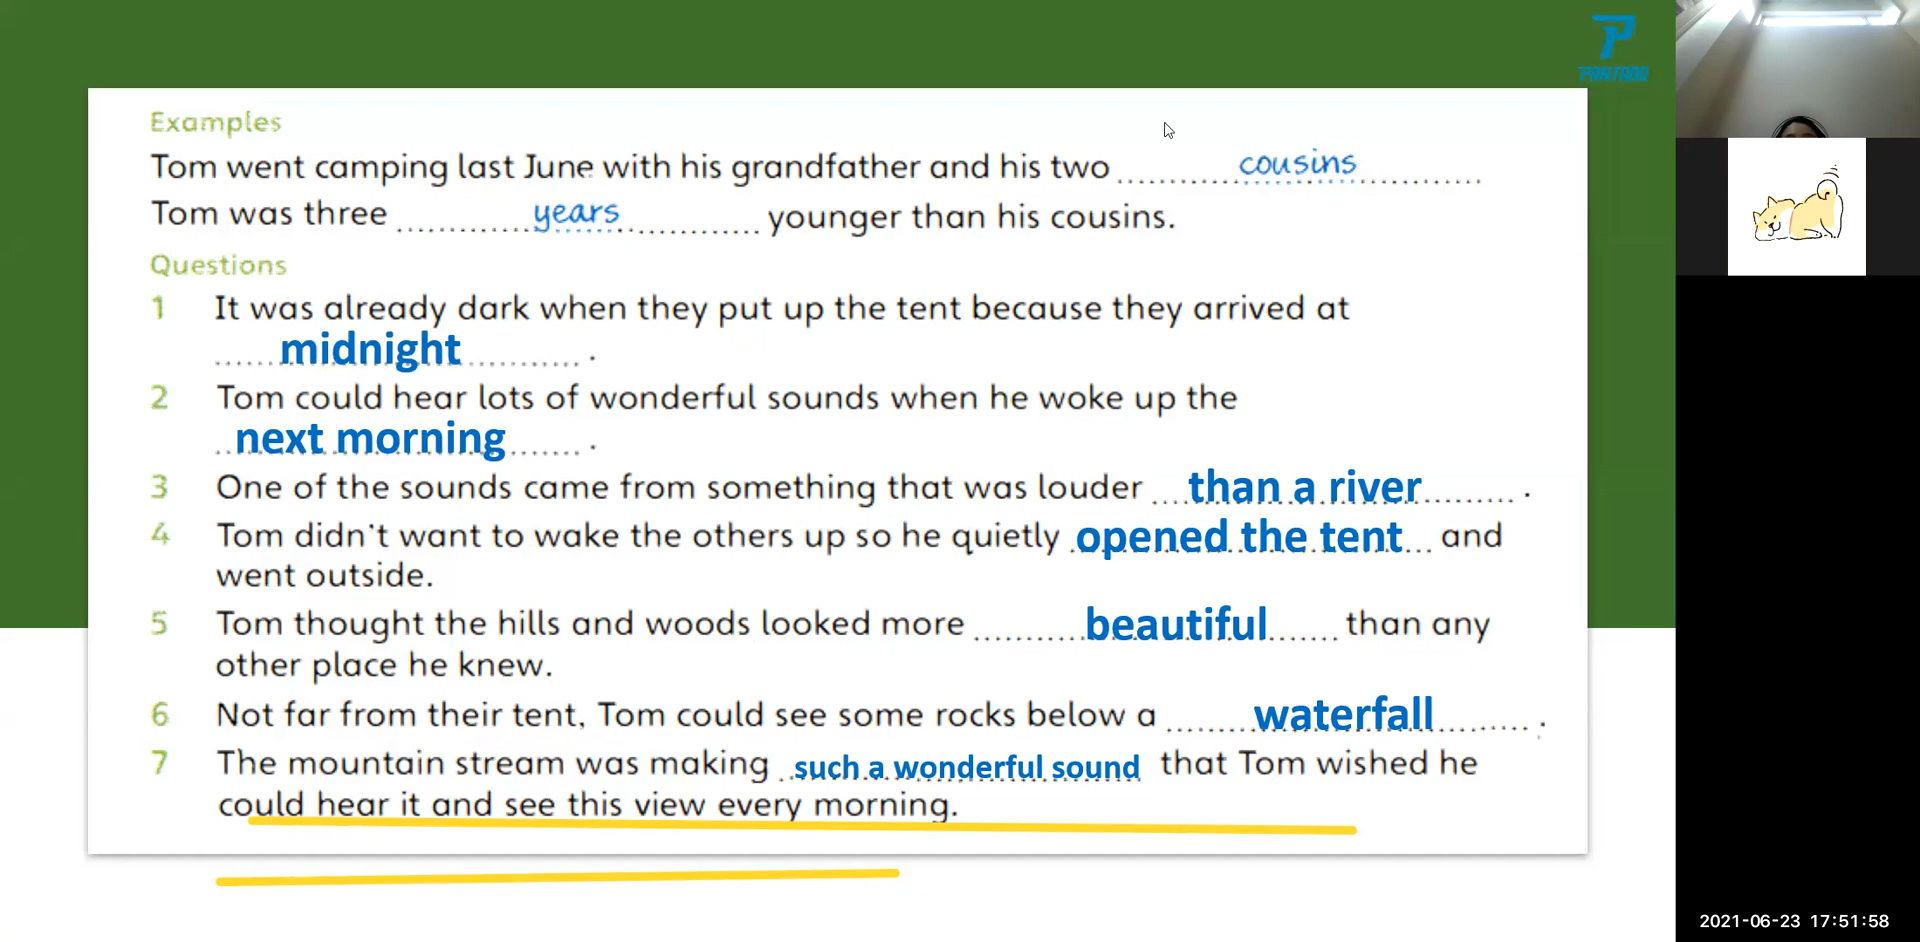 PANTADA
Examples
Tom went camping last June with his grandfather and his two ........ cousins ........
Tom was three ........ years ........ younger than his cousins.
Questions
1 It was already dark when they put up the tent because they arrived at
...... midnight ........... .
2 Tom could hear lots of wonderful sounds when he woke up the
.. next morning ....... .
3 One of the sounds came from something that was louder .... than a river ......... .
4 Tom didn't want to wake the others up so he quietly . opened the tent ... and
went outside.
5 Tom thought the hills and woods looked more ........... beautiful ....... than any
other place he knew.
6 Not far from their tent, Tom could see some rocks below a ........ waterfall ......... .
7 The mountain stream was making . such a wonderful sound that Tom wished he
could hear it and see this view every morning.
2021-06-23 17:51:58